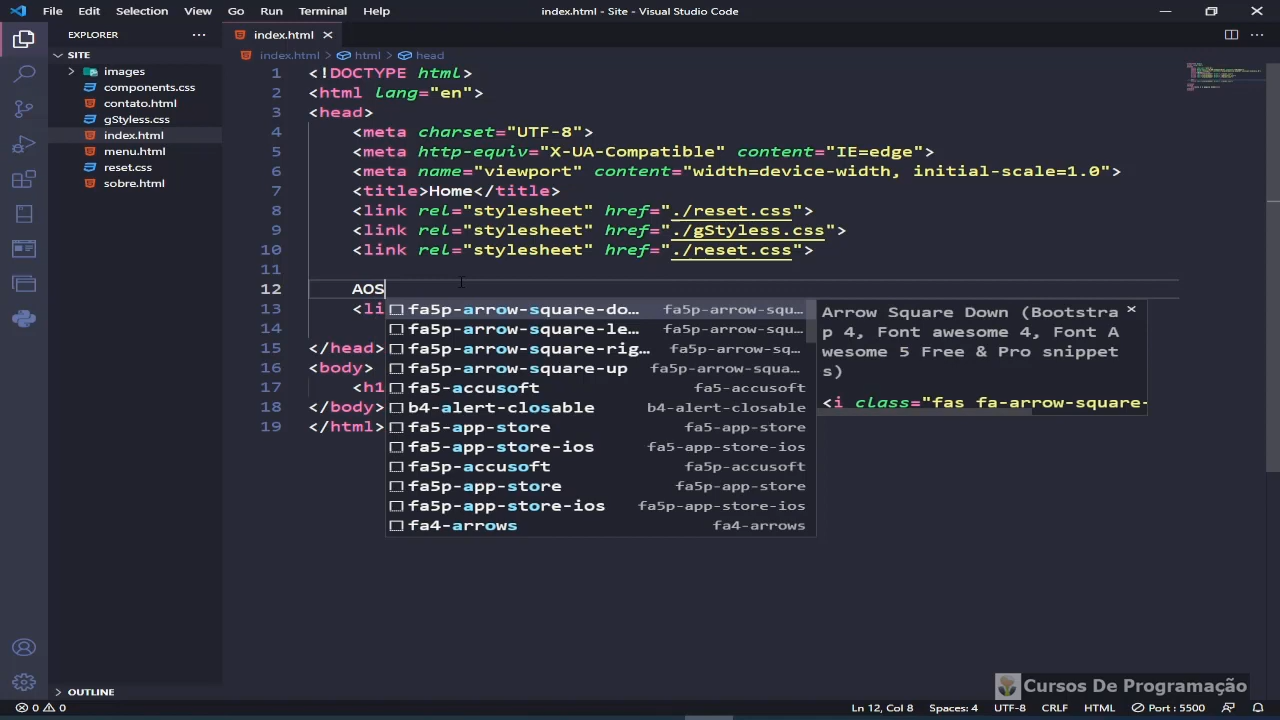 File Edit Selection View Go Run Terminal Help
index.html - Site - Visual Studio Code
EXPLORER
SITE
images
components.css
contato.html
gStyless.css
index.html
menu.html
reset.css
sobre.html
OUTLINE
index.html
index.html > html > head
1 <!DOCTYPE html>
2 <html lang="en">
3 <head>
4 <meta charset="UTF-8">
5 <meta http-equiv="X-UA-Compatible" content="IE=edge">
6 <meta name="viewport" content="width=device-width, initial-scale=1.0">
7 <title>Home</title>
8 <link rel="stylesheet" href="./reset.css">
9 <link rel="stylesheet" href="./gStyless.css">
10 <link rel="stylesheet" href="./reset.css">
11
12 AOS
13 <li
14
15 </head>
16 <body>
17 <h1
18 </body>
19 </html>
fa5p-arrow-square-do… fa5p-arrow-squ…
fa5p-arrow-square-le… fa5p-arrow-squ…
fa5p-arrow-square-rig… fa5p-arrow-sq…
fa5p-arrow-square-up fa5p-arrow-squa…
fa5-accusoft fa5-accusoft
b4-alert-closable b4-alert-closable
fa5-app-store fa5-app-store
fa5-app-store-ios fa5-app-store-ios
fa5p-accusoft fa5p-accusoft
fa5p-app-store fa5p-app-store
fa5p-app-store-ios fa5p-app-store-ios
fa4-arrows fa4-arrows
Arrow Square Down (Bootstra
p 4, Font awesome 4, Font A
wesome 5 Free & Pro snippet
s)
<i class="fas fa-arrow-square-
Cursos De Programação
0 0
Ln 12, Col 8 Spaces: 4 UTF-8 CRLF HTML Port : 5500